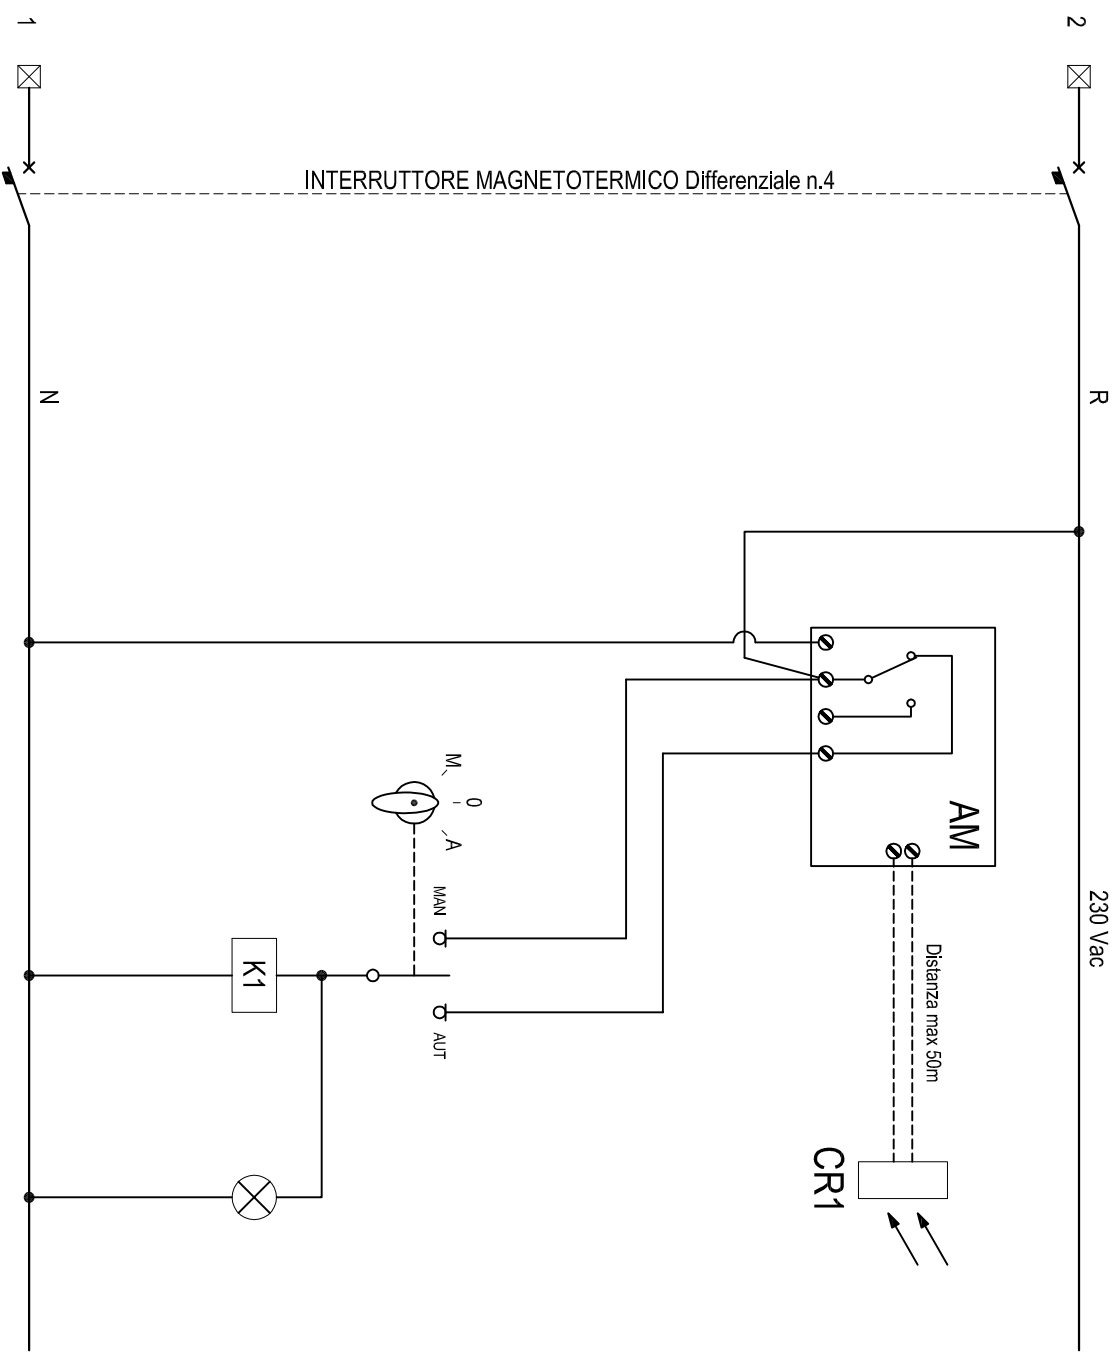 1
2
INTERRUTTORE MAGNETOTERMICO Differenziale n.4
N
R
AM
M
0
A
MAN
AUT
K1
230 Vac
Distanza max 50m
CR1